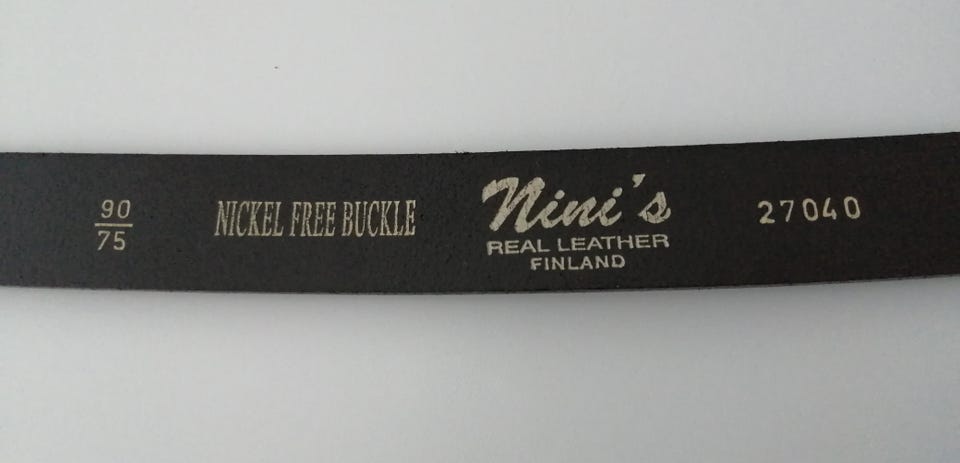 90
75
NICKEL FREE BUCKLE
Nini's
REAL LEATHER
FINLAND
27040